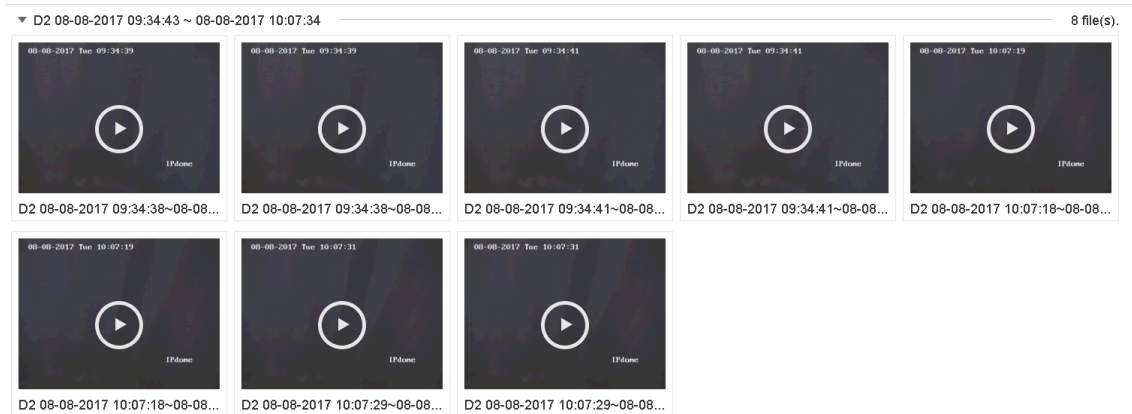 D2 08-08-2017 09:34:43 ~ 08-08-2017 10:07:34 8 file(s).
08-08-2017 Tue 09:34:39
IPdome
D2 08-08-2017 09:34:38~08-08...
08-08-2017 Tue 09:34:39
IPdome
D2 08-08-2017 09:34:38~08-08...
08-08-2017 Tue 09:34:41
IPdome
D2 08-08-2017 09:34:41~08-08...
08-08-2017 Tue 09:34:41
IPdome
D2 08-08-2017 09:34:41~08-08...
08-08-2017 Tue 10:07:19
IPdome
D2 08-08-2017 10:07:18~08-08...
08-08-2017 Tue 10:07:19
IPdome
D2 08-08-2017 10:07:18~08-08...
08-08-2017 Tue 10:07:31
IPdome
D2 08-08-2017 10:07:29~08-08...
08-08-2017 Tue 10:07:31
IPdome
D2 08-08-2017 10:07:29~08-08...